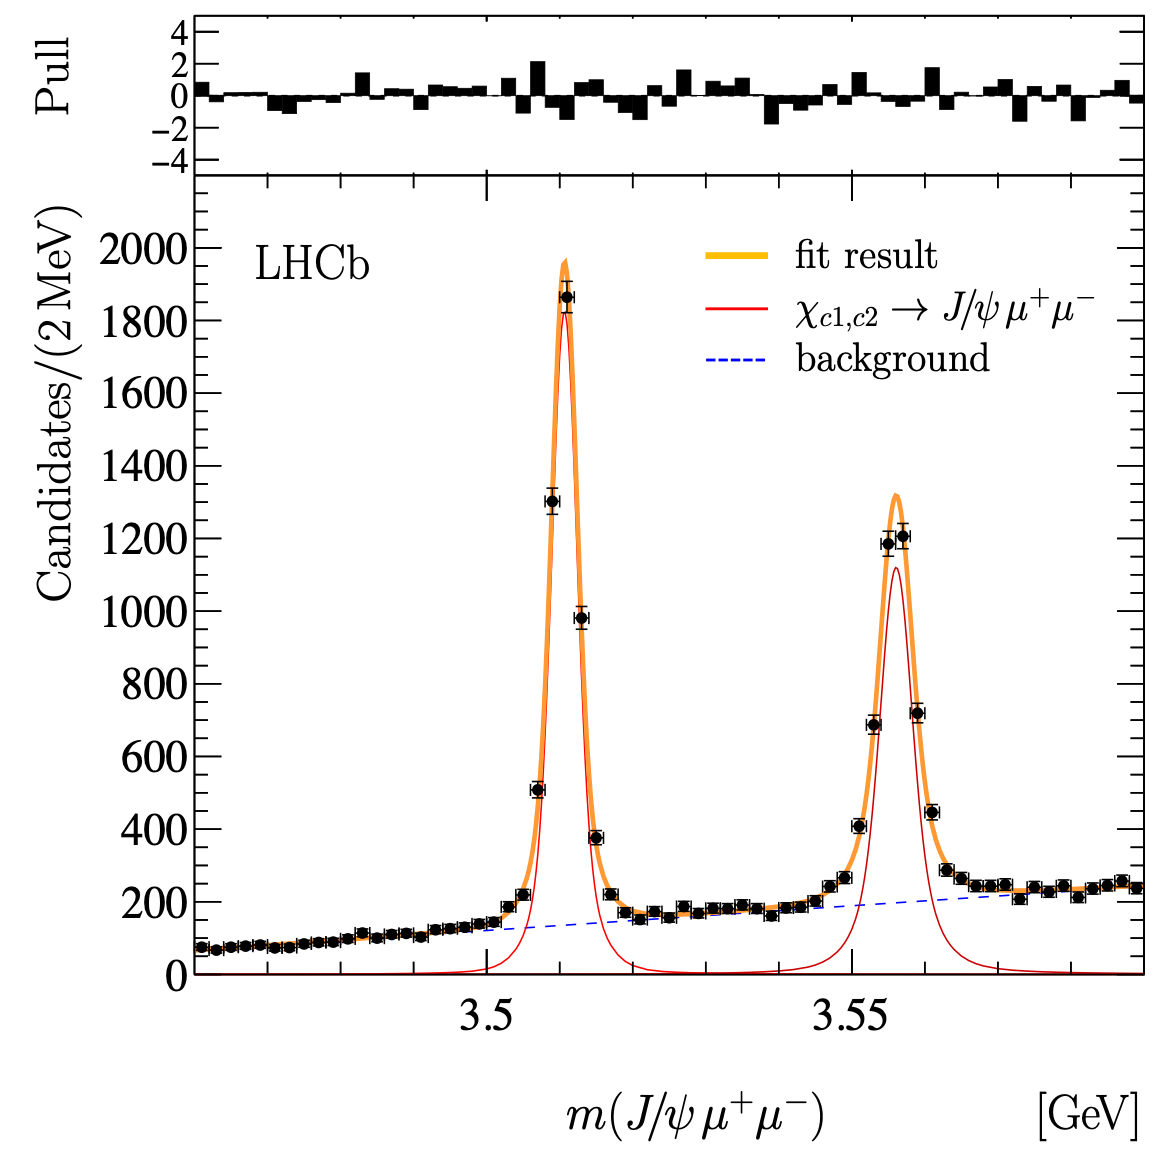 Pull
4
2
0
−2
−4
Candidates/(2 MeV)
2000
1800
1600
1400
1200
1000
800
600
400
200
0
LHCb
fit result
χc1,c2 → J/ψ μ+μ−
background
3.5
3.55
m(J/ψ μ+μ−)
[GeV]